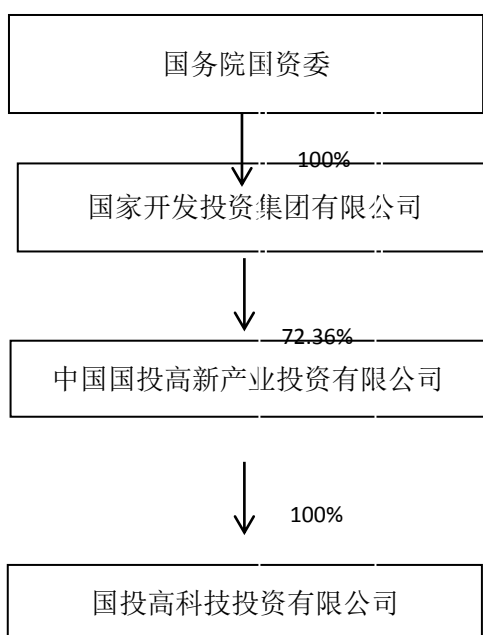 国务院国资委
100%
国家开发投资集团有限公司
72.36%
中国国投高新产业投资有限公司
100%
国投高科技投资有限公司